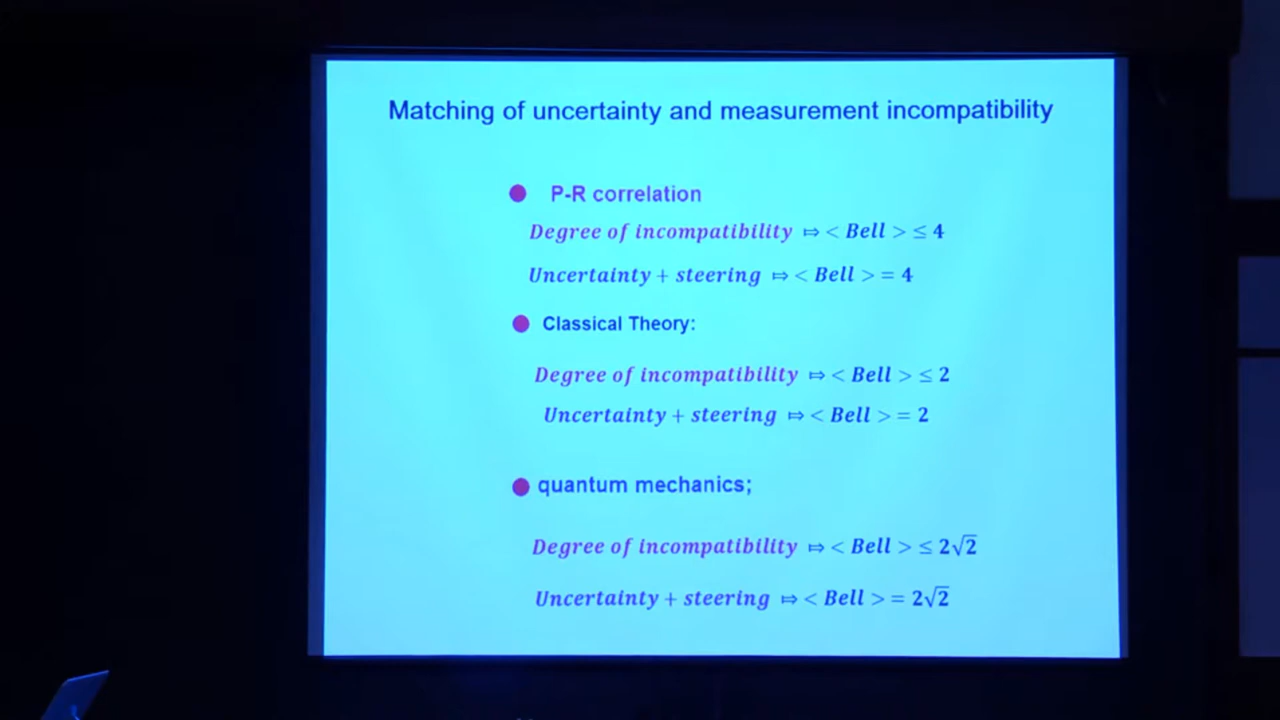 Matching of uncertainty and measurement incompatibility
● P-R correlation
Degree of incompatibility ⤇ < Bell > ≤ 4
Uncertainty + steering ⤇ < Bell > = 4
● Classical Theory:
Degree of incompatibility ⤇ < Bell > ≤ 2
Uncertainty + steering ⤇ < Bell > = 2
● quantum mechanics;
Degree of incompatibility ⤇ < Bell > ≤ 2√2
Uncertainty + steering ⤇ < Bell > = 2√2